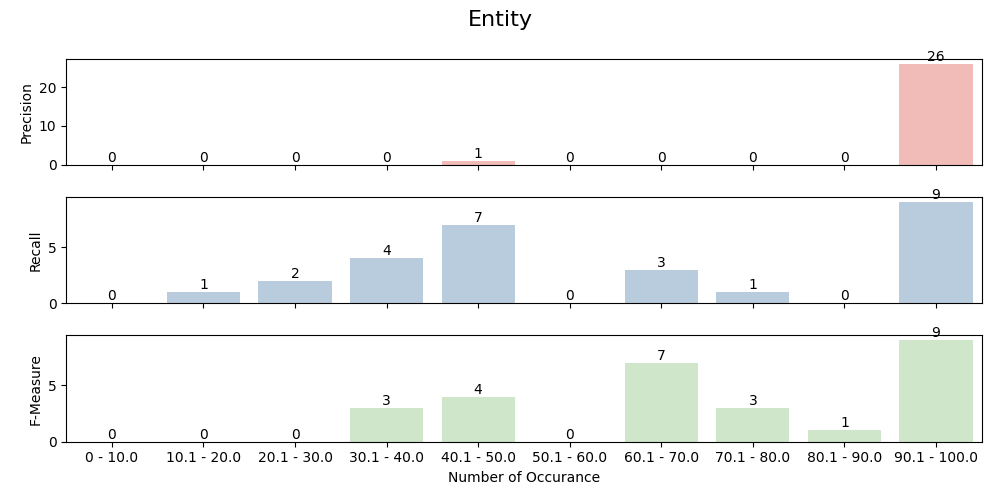 Entity
Precision
20
10
0
0 0 0 0 1 0 0 0 0 26
Recall
5
0
0 1 2 4 7 0 3 1 0 9
F-Measure
5
0
0 0 0 3 4 0 7 3 1 9
0 - 10.0 10.1 - 20.0 20.1 - 30.0 30.1 - 40.0 40.1 - 50.0 50.1 - 60.0 60.1 - 70.0 70.1 - 80.0 80.1 - 90.0 90.1 - 100.0
Number of Occurance